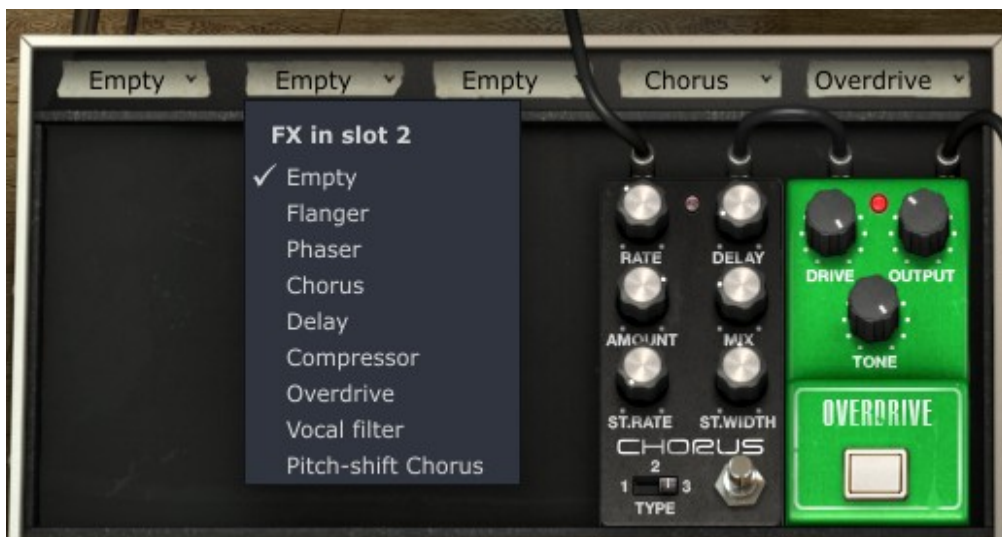 Empty Empty Empty Chorus Overdrive
FX in slot 2
Empty
Flanger
Phaser
Chorus
Delay
Compressor
Overdrive
Vocal filter
Pitch-shift Chorus
RATE DELAY
AMOUNT MIX
ST.RATE ST.WIDTH
CHORUS
2
1 3
TYPE
DRIVE OUTPUT
TONE
OVERDRIVE